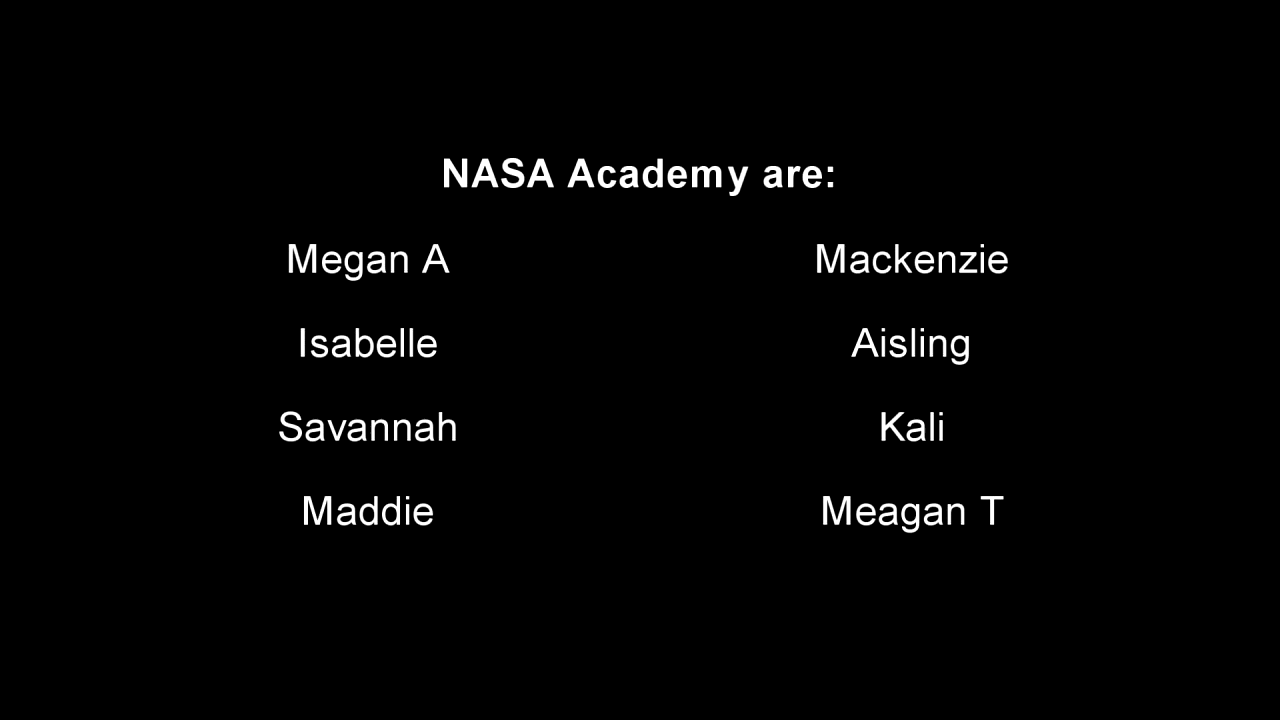 NASA Academy are:
Megan A Mackenzie
Isabelle Aisling
Savannah Kali
Maddie Meagan T